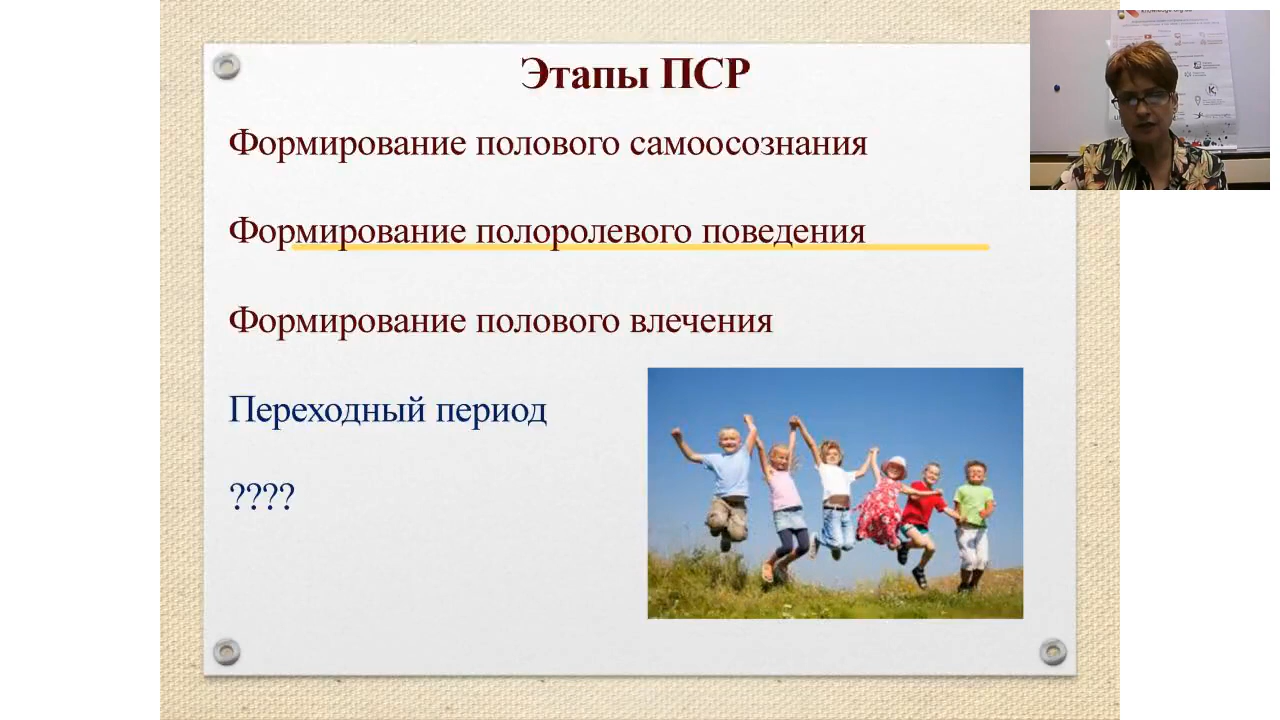 Этапы ПСР
Формирование полового самоосознания
Формирование полоролевого поведения
Формирование полового влечения
Переходный период
????